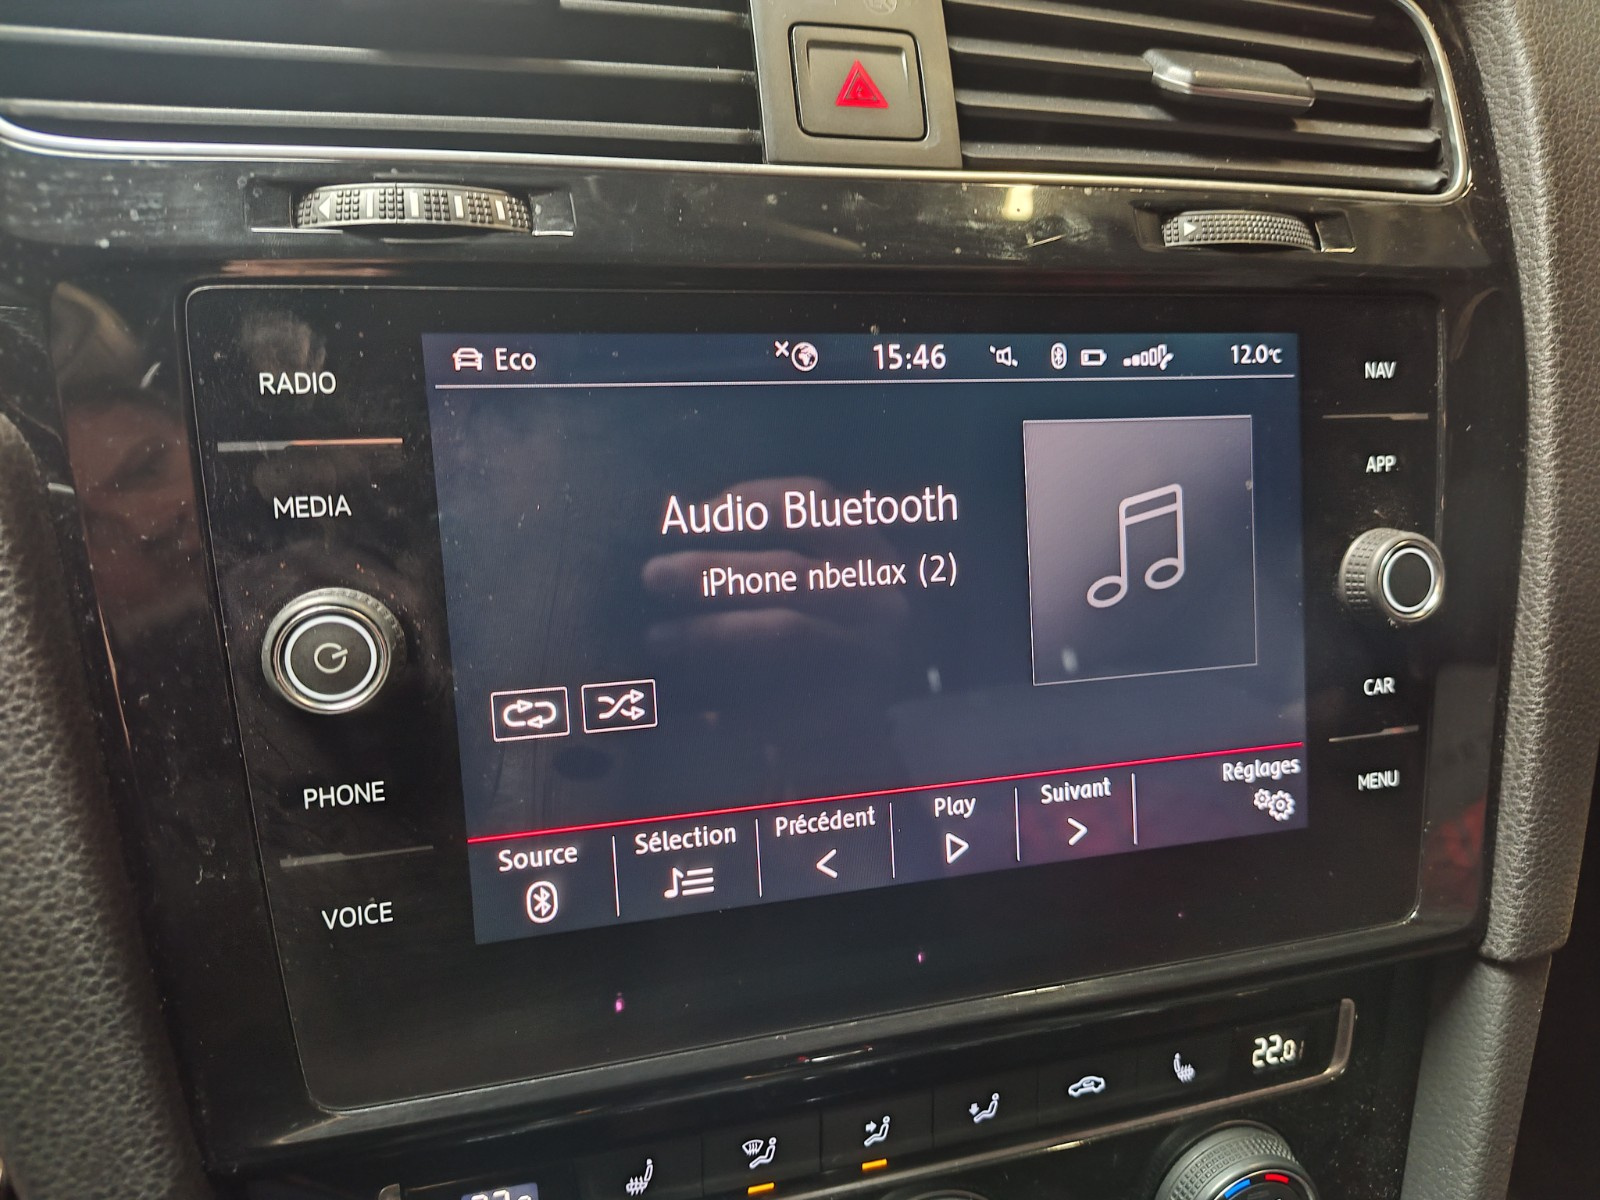 Eco
15:46
12.0°C
RADIO
MEDIA
PHONE
VOICE
Audio Bluetooth
iPhone nbellax (2)
NAV
APP
CAR
MENU
Source
Sélection
Précédent
Play
Suivant
Réglages
22.0